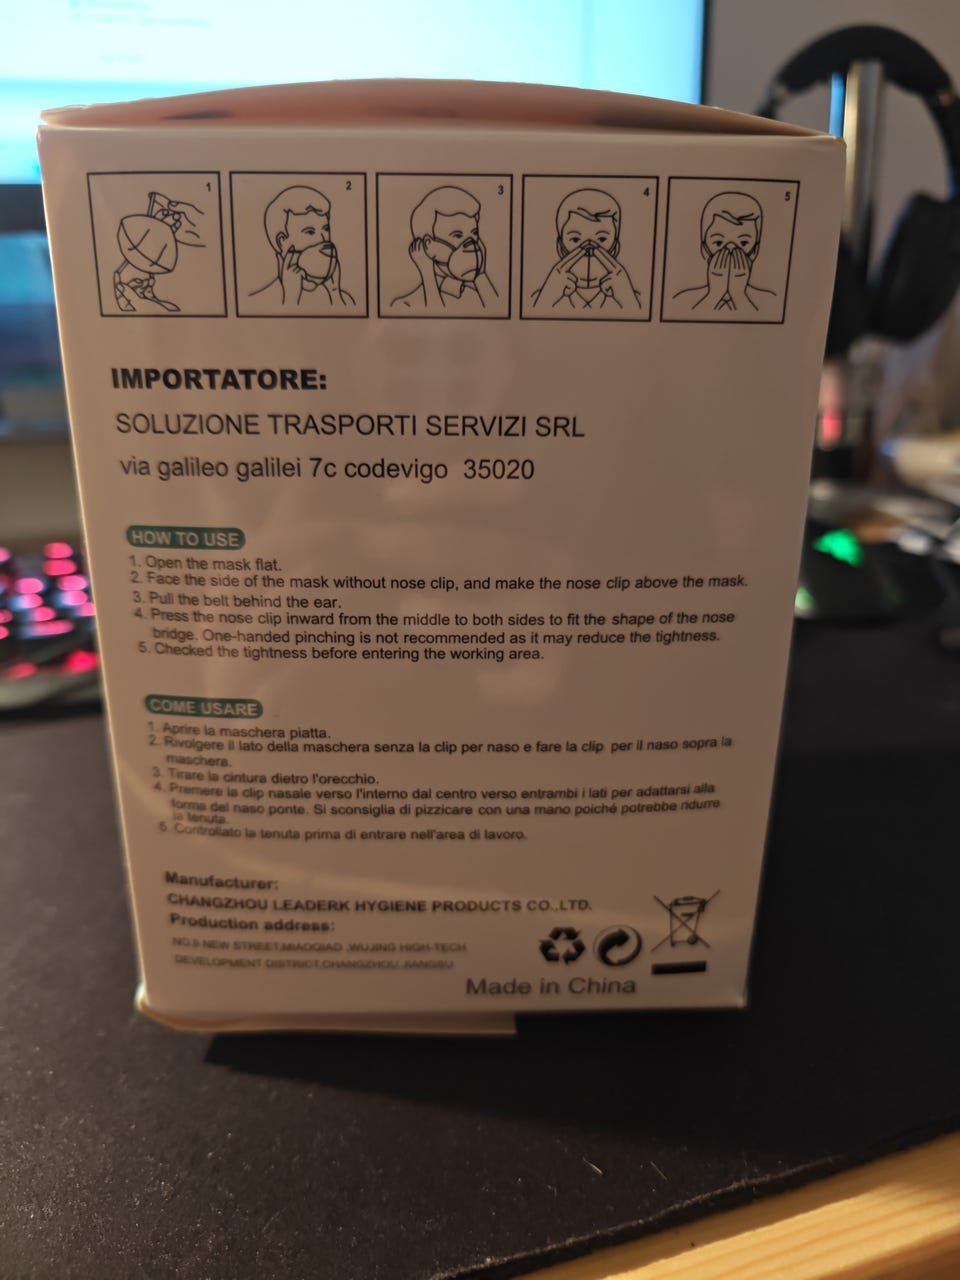 1
2
3
4
5
IMPORTATORE:
SOLUZIONE TRASPORTI SERVIZI SRL
via galileo galilei 7c codevigo 35020
HOW TO USE
1. Open the mask flat.
2. Face the side of the mask without nose clip, and make the nose clip above the mask.
3. Pull the belt behind the ear.
4. Press the nose clip inward from the middle to both sides to fit the shape of the nose
bridge. One-handed pinching is not recommended as it may reduce the tightness.
5. Checked the tightness before entering the working area.
COME USARE
1. Aprire la maschera piatta.
2. Rivolgere il lato della maschera senza la clip per naso e fare la clip per il naso sopra la
maschera.
3. Tirare la cintura dietro l'orecchio.
4. Premere la clip nasale verso l'interno dal centro verso entrambi i lati per adattarsi alla
forma del naso ponte. Si sconsiglia di pizzicare con una mano poiché potrebbe ridurre
la tenuta.
5. Controllato la tenuta prima di entrare nell'area di lavoro.
Manufacturer:
CHANGZHOU LEADERK HYGIENE PRODUCTS CO.,LTD.
Production address:
NO.9 NEW STREET,MIAOQIAO ,WUJING HIGH-TECH
DEVELOPMENT DISTRICT,CHANGZHOU,JIANGSU
Made in China